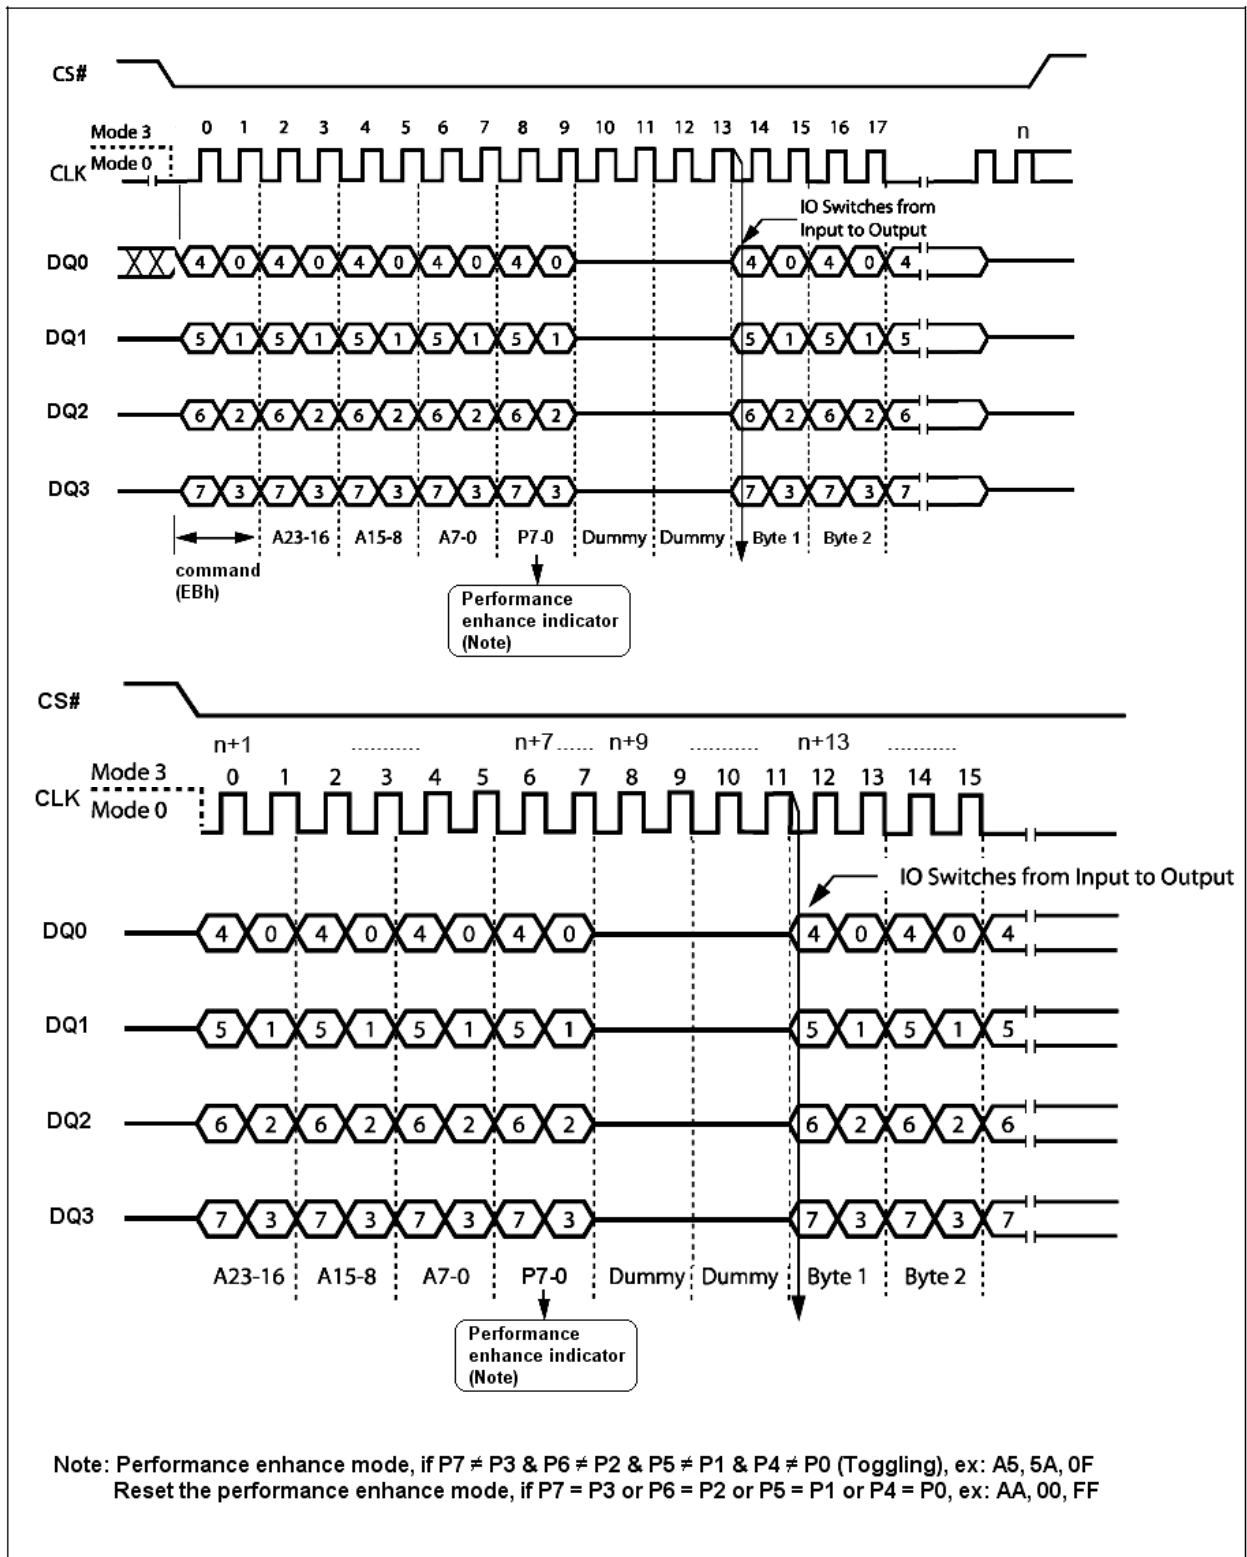 CS#
Mode 3
0 1 2 3 4 5 6 7 8 9 10 11 12 13 14 15 16 17 n
CLK Mode 0
IO Switches from
Input to Output
DQ0 4 0 4 0 4 0 4 0 4 0 4 0 4 0 4
DQ1 5 1 5 1 5 1 5 1 5 1 5 1 5 1 5
DQ2 6 2 6 2 6 2 6 2 6 2 6 2 6 2 6
DQ3 7 3 7 3 7 3 7 3 7 3 7 3 7 3 7
A23-16 A15-8 A7-0 P7-0 Dummy Dummy Byte 1 Byte 2
command
(EBh)
Performance
enhance indicator
(Note)
CS#
n+1 ............ n+7 ...... n+9 ............ n+13 ............
Mode 3 0 1 2 3 4 5 6 7 8 9 10 11 12 13 14 15
CLK Mode 0
IO Switches from Input to Output
DQ0 4 0 4 0 4 0 4 0 4 0 4 0 4
DQ1 5 1 5 1 5 1 5 1 5 1 5 1 5
DQ2 6 2 6 2 6 2 6 2 6 2 6 2 6
DQ3 7 3 7 3 7 3 7 3 7 3 7 3 7
A23-16 A15-8 A7-0 P7-0 Dummy Dummy Byte 1 Byte 2
Performance
enhance indicator
(Note)
Note: Performance enhance mode, if P7 ≠ P3 & P6 ≠ P2 & P5 ≠ P1 & P4 ≠ P0 (Toggling), ex: A5, 5A, 0F
Reset the performance enhance mode, if P7 = P3 or P6 = P2 or P5 = P1 or P4 = P0, ex: AA, 00, FF